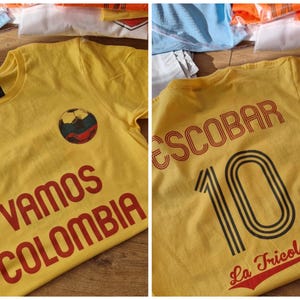 VAMOS
COLOMBIA
ESCOBAR
10
La Tricol